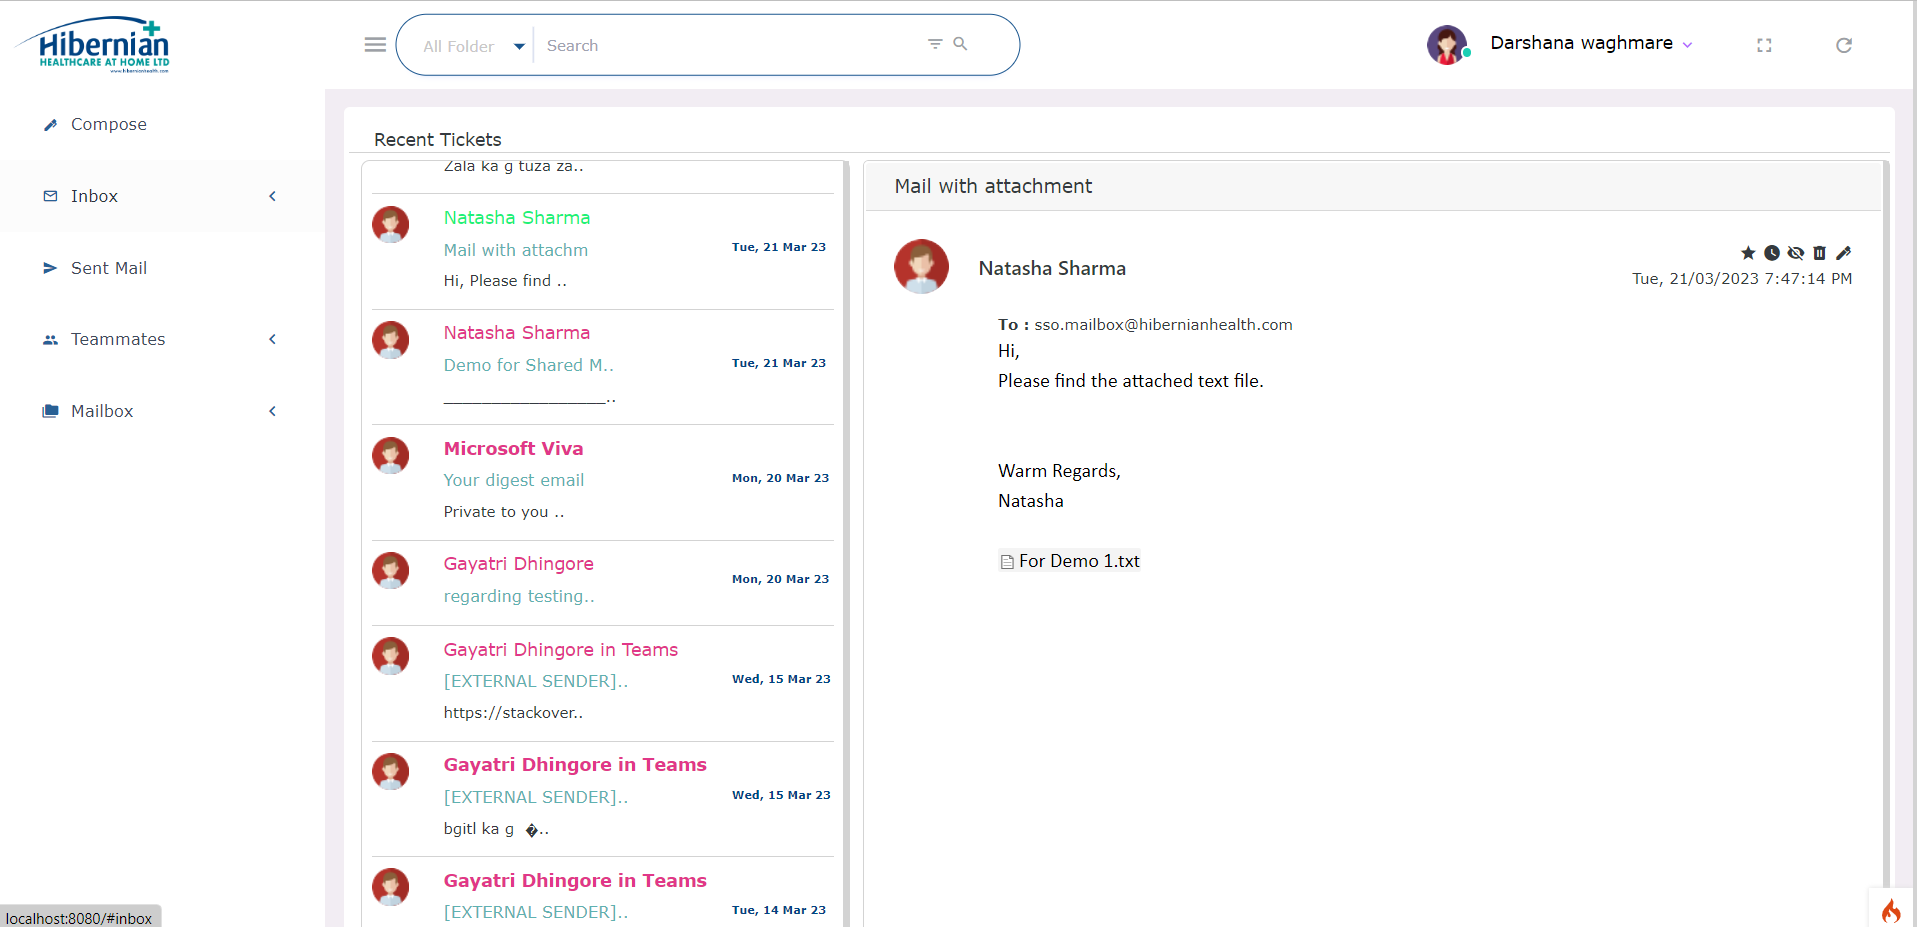 Hibernian
HEALTHCARE AT HOME LTD
www.hibernianhealth.com
All Folder
Search
Darshana waghmare
Compose
Inbox
Sent Mail
Teammates
Mailbox
Recent Tickets
Zala ka g tuza za..
Natasha Sharma
Mail with attachm
Tue, 21 Mar 23
Hi, Please find ..
Natasha Sharma
Demo for Shared M..
Tue, 21 Mar 23
__________________..
Microsoft Viva
Your digest email
Mon, 20 Mar 23
Private to you ..
Gayatri Dhingore
Mon, 20 Mar 23
regarding testing..
Gayatri Dhingore in Teams
[EXTERNAL SENDER]..
Wed, 15 Mar 23
https://stackover..
Gayatri Dhingore in Teams
[EXTERNAL SENDER]..
Wed, 15 Mar 23
bgitl ka g �..
Gayatri Dhingore in Teams
[EXTERNAL SENDER]..
Tue, 14 Mar 23
Mail with attachment
Natasha Sharma
Tue, 21/03/2023 7:47:14 PM
To : sso.mailbox@hibernianhealth.com
Hi,
Please find the attached text file.
Warm Regards,
Natasha
For Demo 1.txt
localhost:8080/#inbox